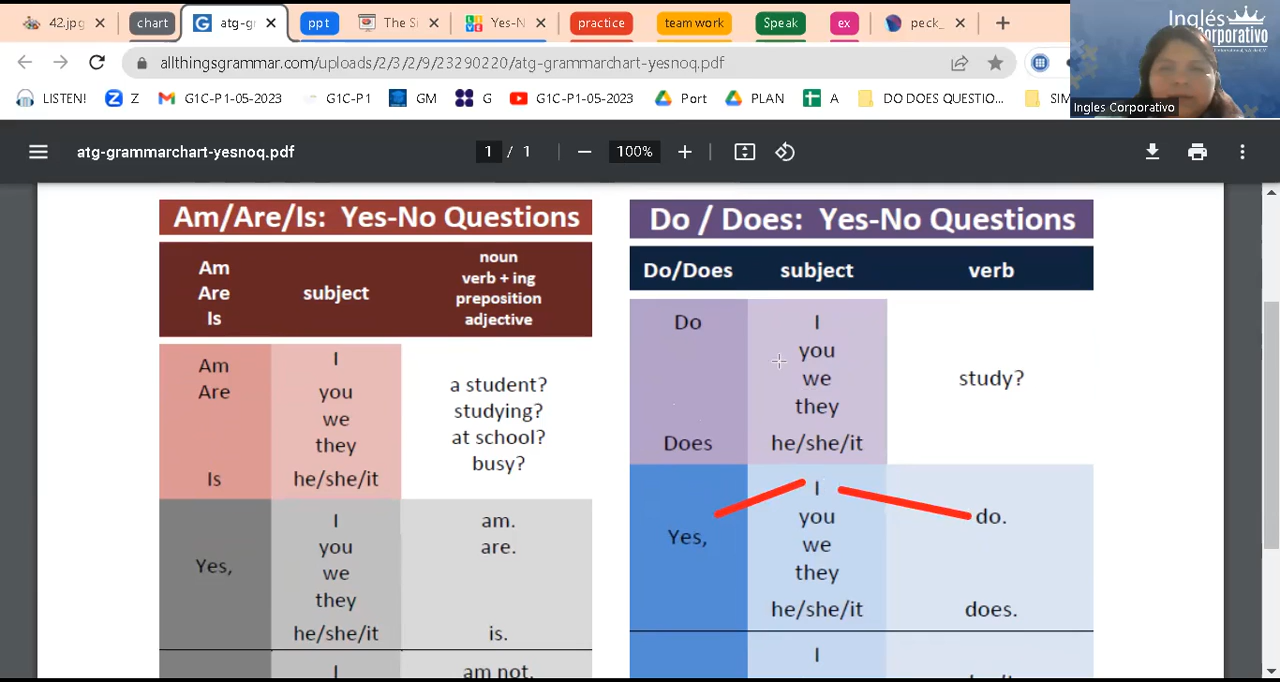 42.jpg
chart
atg-gr
ppt
The S
Yes-N
practice
team work
Speak
ex
peck_
allthingsgrammar.com/uploads/2/3/2/9/23290220/atg-grammarchart-yesnoq.pdf
LISTEN!
Z
G1C-P1-05-2023
G1C-P1
GM
G
G1C-P1-05-2023
Port
PLAN
A
DO DOES QUESTIO...
SIM
Inglés
Corporativo
Ingles Corporativo
atg-grammarchart-yesnoq.pdf
1 / 1
100%
Am/Are/Is: Yes-No Questions
Am
Are
Is
subject
noun
verb + ing
preposition
adjective
Am
Are
Is
I
you
we
they
he/she/it
a student?
studying?
at school?
busy?
Yes,
I
you
we
they
he/she/it
am.
are.
is.
I
am not.
Do / Does: Yes-No Questions
Do/Does
subject
verb
Do
Does
I
you
we
they
he/she/it
study?
Yes,
I
you
we
they
he/she/it
do.
does.
I